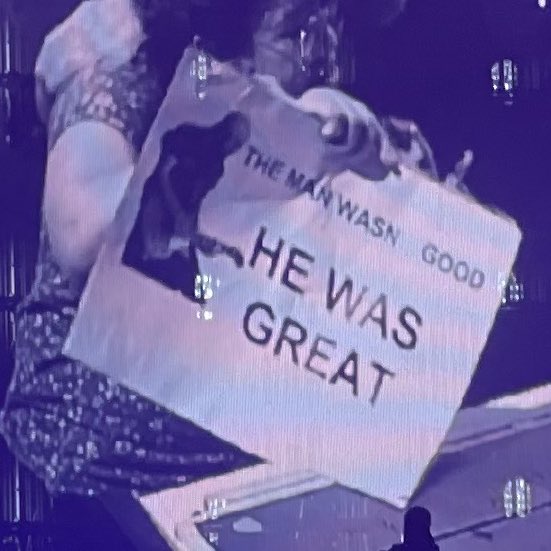 THE MAN WASN GOOD
HE WAS
GREAT